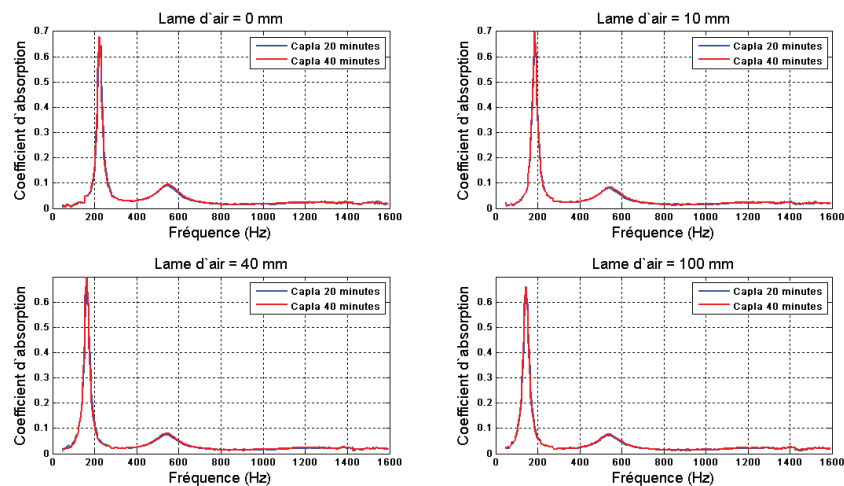 Lame d`air = 0 mm
Coefficient d`absorption
0.7
0.6
0.5
0.4
0.3
0.2
0.1
0
Capla 20 minutes
Capla 40 minutes
0 200 400 600 800 1000 1200 1400 1600
Fréquence (Hz)
Lame d`air = 10 mm
Coefficient d`absorption
0.7
0.6
0.5
0.4
0.3
0.2
0.1
0
Capla 20 minutes
Capla 40 minutes
0 200 400 600 800 1000 1200 1400 1600
Fréquence (Hz)
Lame d`air = 40 mm
Coefficient d`absorption
0.6
0.5
0.4
0.3
0.2
0.1
0
Capla 20 minutes
Capla 40 minutes
0 200 400 600 800 1000 1200 1400 1600
Fréquence (Hz)
Lame d`air = 100 mm
Coefficient d`absorption
0.6
0.5
0.4
0.3
0.2
0.1
0
Capla 20 minutes
Capla 40 minutes
0 200 400 600 800 1000 1200 1400 1600
Fréquence (Hz)